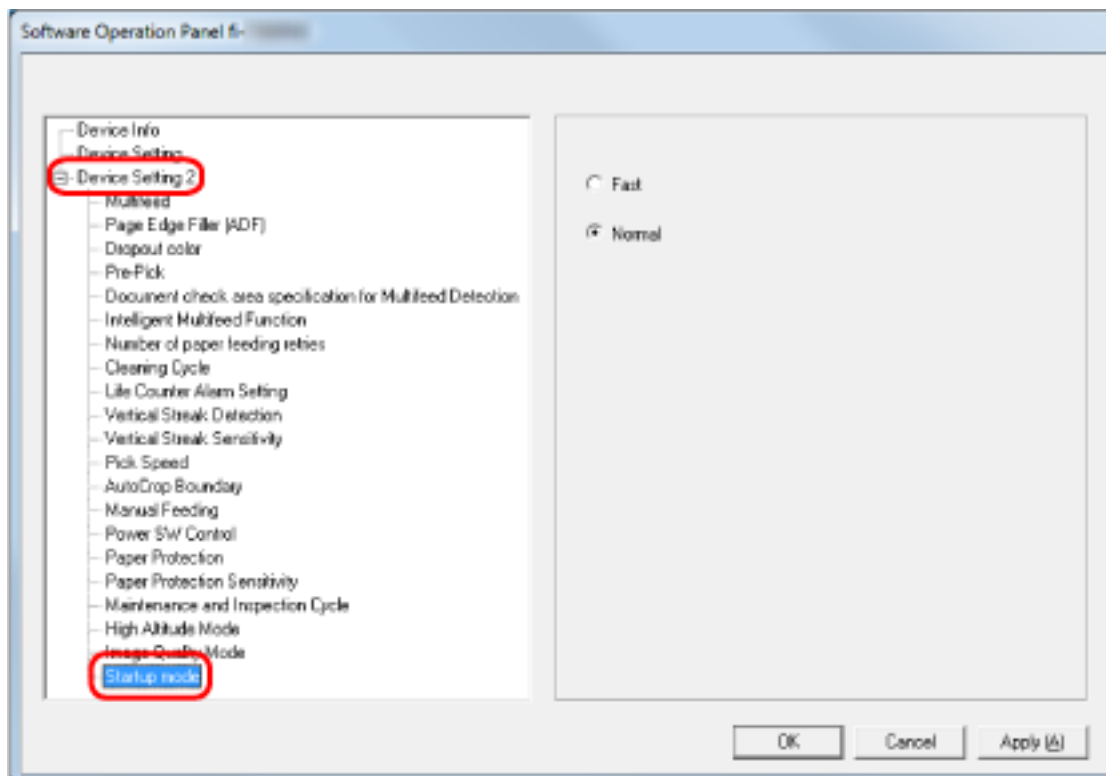 Software Operation Panel fi-
Device Info
Device Setting
Device Setting 2
Multifeed
Page Edge Filler (ADF)
Dropout color
Pre-Pick
Document check area specification for Multifeed Detection
Intelligent Multifeed Function
Number of paper feeding retries
Cleaning Cycle
Life Counter Alarm Setting
Vertical Streak Detection
Vertical Streak Sensitivity
Pick Speed
AutoCrop Boundary
Manual Feeding
Power SW Control
Paper Protection
Paper Protection Sensitivity
Maintenance and Inspection Cycle
High Altitude Mode
Image Quality Mode
Startup mode
Fast
Normal
OK Cancel Apply (A)